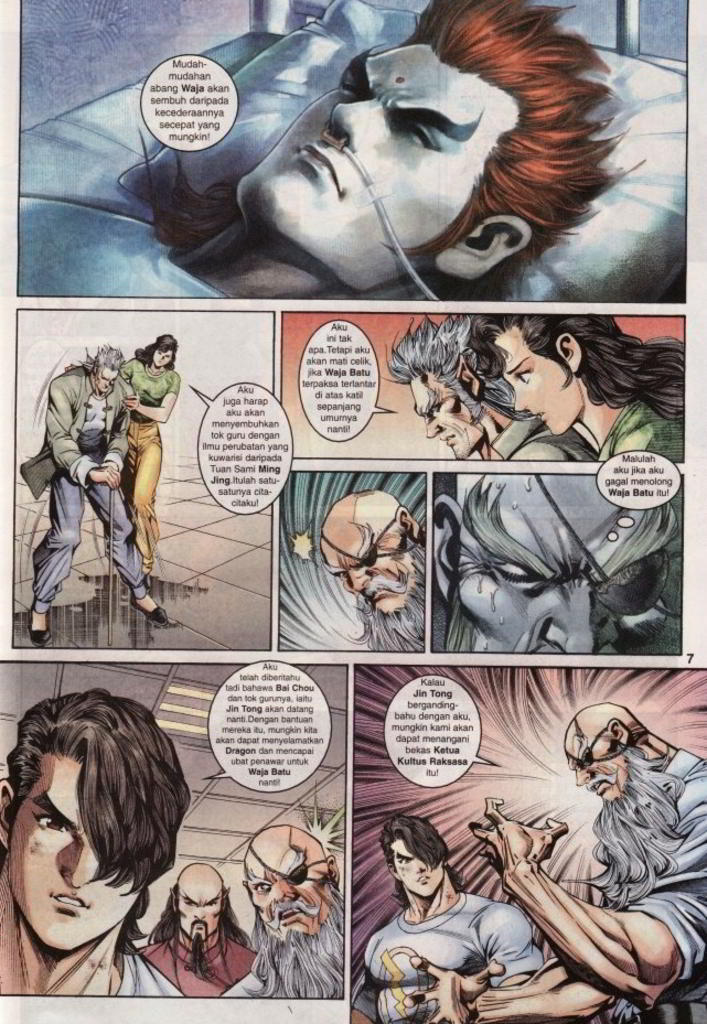 Mudah-
mudahan
abang Waja akan
sembuh daripada
kecederaannya
secepat yang
mungkin!
Aku
juga harap
aku akan
menyembuhkan
tok guru dengan
ilmu perubatan yang
kuwarisi daripada
Tuan Sami Ming
Jing.Itulah satu-
satunya cita-
citaku!
Aku
ini tak
apa.Tetapi aku
akan mati celik,
jika Waja Batu
terpaksa terlantar
di atas katil
sepanjang
umurnya
nanti!
Malulah
aku jika aku
gagal menolong
Waja Batu itu!
7
Aku
telah diberitahu
tadi bahawa Bai Chou
dan tok gurunya, iaitu
Jin Tong akan datang
nanti.Dengan bantuan
mereka itu, mungkin kita
akan dapat menyelamatkan
Dragon dan mencapai
ubat penawar untuk
Waja Batu
nanti!
Kalau
Jin Tong
berganding-
bahu dengan aku,
mungkin kami akan
dapat menangani
bekas Ketua
Kultus Raksasa
itu!